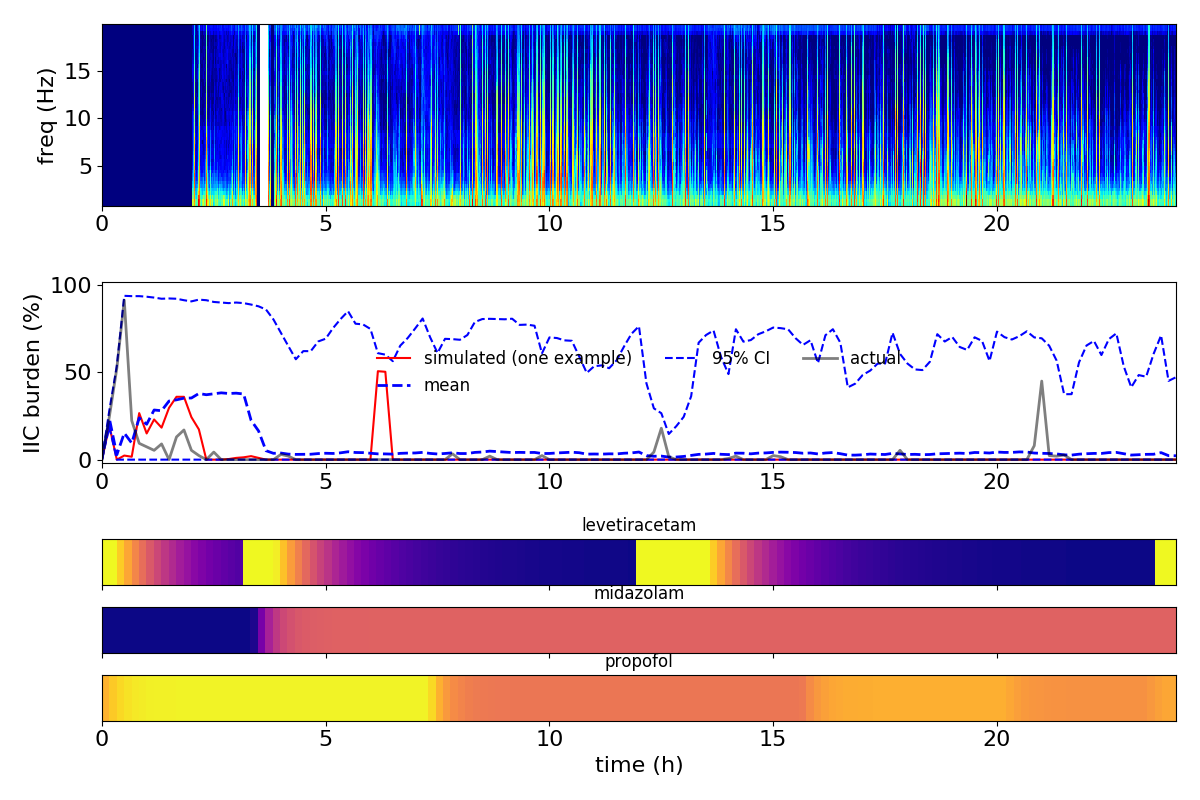 freq (Hz)
15
10
5
0 5 10 15 20
IIC burden (%)
100
50
0
simulated (one example) 95% CI actual
mean
0 5 10 15 20
levetiracetam
midazolam
propofol
0 5 10 15 20
time (h)